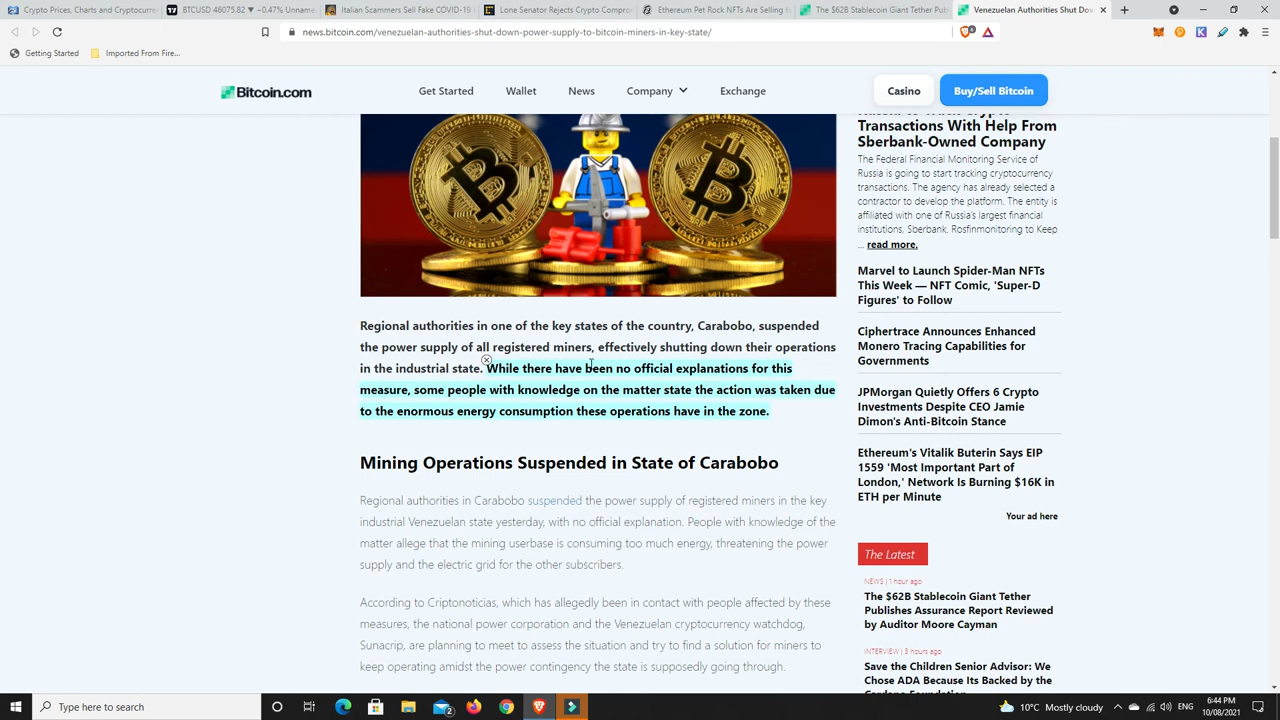 Crypto Prices, Charts and Cryptocurre
BTCUSD 46075.82 ▼ −0.47% Unname
Italian Scammers Sell Fake COVID-19
Lone Senator Rejects Crypto Compro
Ethereum Pet Rock NFTs Are Selling f
The $62B Stablecoin Giant Tether Pub
Venezuelan Authorities Shut Dow
news.bitcoin.com/venezuelan-authorities-shut-down-power-supply-to-bitcoin-miners-in-key-state/
Getting Started
Imported From Fire...
Bitcoin.com
Get Started
Wallet
News
Company
Exchange
Casino
Buy/Sell Bitcoin
Regional authorities in one of the key states of the country, Carabobo, suspended
the power supply of all registered miners, effectively shutting down their operations
in the industrial state. While there have been no official explanations for this
measure, some people with knowledge on the matter state the action was taken due
to the enormous energy consumption these operations have in the zone.
Mining Operations Suspended in State of Carabobo
Regional authorities in Carabobo suspended the power supply of registered miners in the key
industrial Venezuelan state yesterday, with no official explanation. People with knowledge of the
matter allege that the mining userbase is consuming too much energy, threatening the power
supply and the electric grid for the other subscribers.
According to Criptonoticias, which has allegedly been in contact with people affected by these
measures, the national power corporation and the Venezuelan cryptocurrency watchdog,
Sunacrip, are planning to meet to assess the situation and try to find a solution for miners to
keep operating amidst the power contingency the state is supposedly going through.
Transactions With Help From
Sberbank-Owned Company
The Federal Financial Monitoring Service of
Russia is going to start tracking cryptocurrency
transactions. The agency has already selected a
contractor to develop the platform. The entity is
affiliated with one of Russia's largest financial
institutions, Sberbank. Rosfinmonitoring to Keep
... read more.
Marvel to Launch Spider-Man NFTs
This Week — NFT Comic, 'Super-D
Figures' to Follow
Ciphertrace Announces Enhanced
Monero Tracing Capabilities for
Governments
JPMorgan Quietly Offers 6 Crypto
Investments Despite CEO Jamie
Dimon's Anti-Bitcoin Stance
Ethereum's Vitalik Buterin Says EIP
1559 'Most Important Part of
London,' Network Is Burning $16K in
ETH per Minute
Your ad here
The Latest
NEWS | 1 hour ago
The $62B Stablecoin Giant Tether
Publishes Assurance Report Reviewed
by Auditor Moore Cayman
INTERVIEW | 3 hours ago
Save the Children Senior Advisor: We
Chose ADA Because Its Backed by the
Type here to search
10°C Mostly cloudy
ENG
6:44 PM
10/08/2021